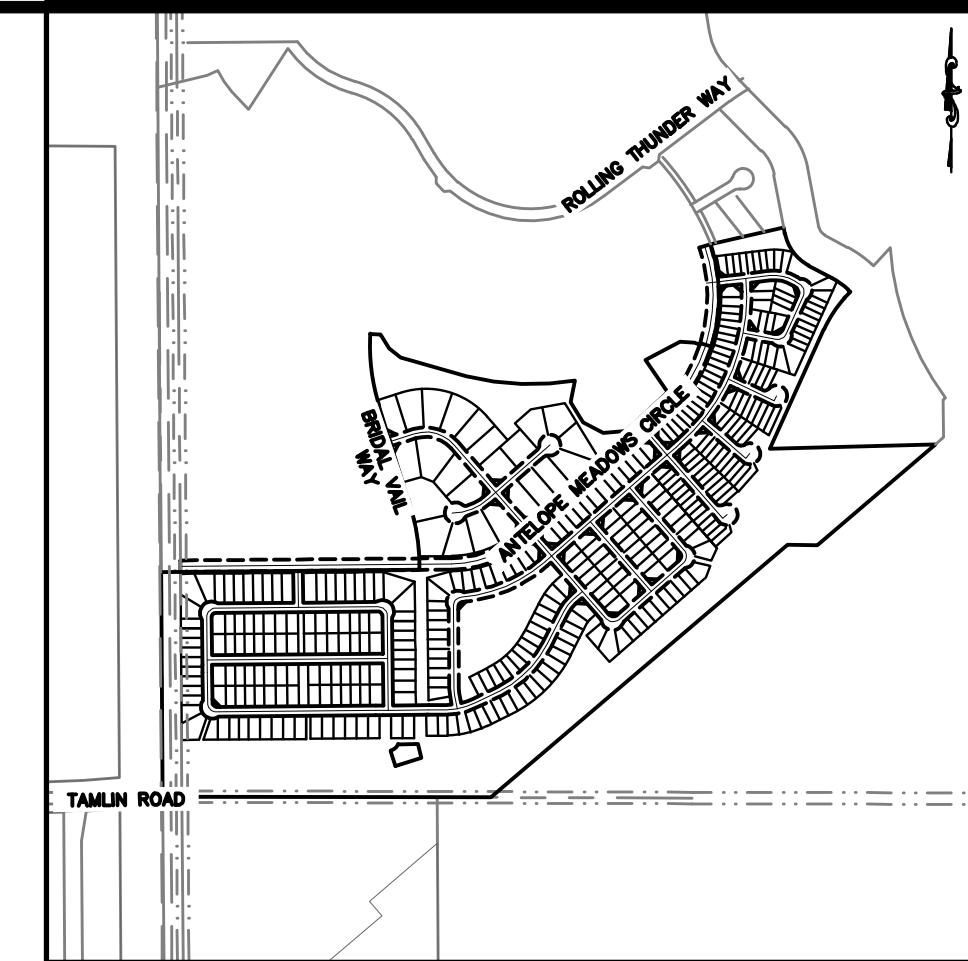 ROLLING THUNDER WAY
BRIDAL VAIL
WAY
ANTELOPE MEADOWS CIRCLE
TAMLIN ROAD